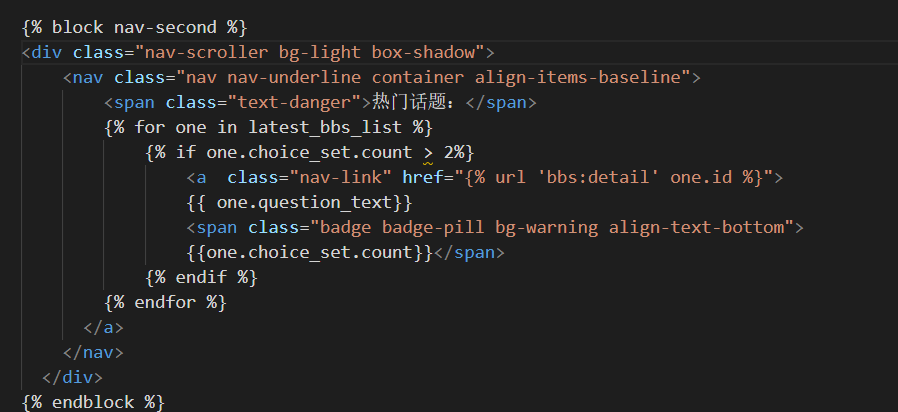 {% block nav-second %}
<div class="nav-scroller bg-light box-shadow">
<nav class="nav nav-underline container align-items-baseline">
<span class="text-danger">热门话题：</span>
{% for one in latest_bbs_list %}
{% if one.choice_set.count > 2%}
<a  class="nav-link" href="{% url 'bbs:detail' one.id %}">
{{ one.question_text}}
<span class="badge badge-pill bg-warning align-text-bottom">
{{one.choice_set.count}}</span>
{% endif %}
{% endfor %}
</a>
</nav>
</div>
{% endblock %}